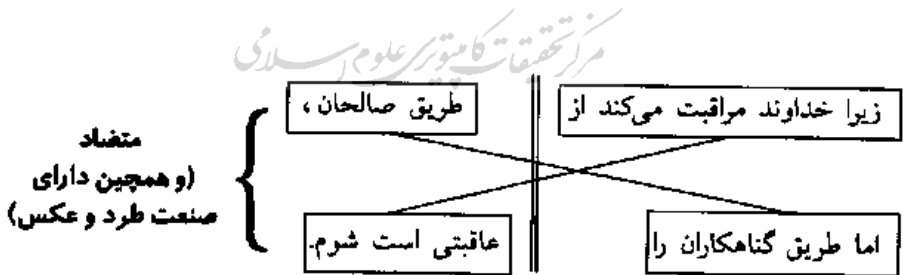 مرکز تحقیقات کامپیوتری علوم اسلامی
زیرا خداوند مراقبت می‌کند از
طریق صالحان،
اما طریق گناهکاران را
عاقبتی است شوم.
متضاد
(و همچین دارای
صنعت طرد و عکس)